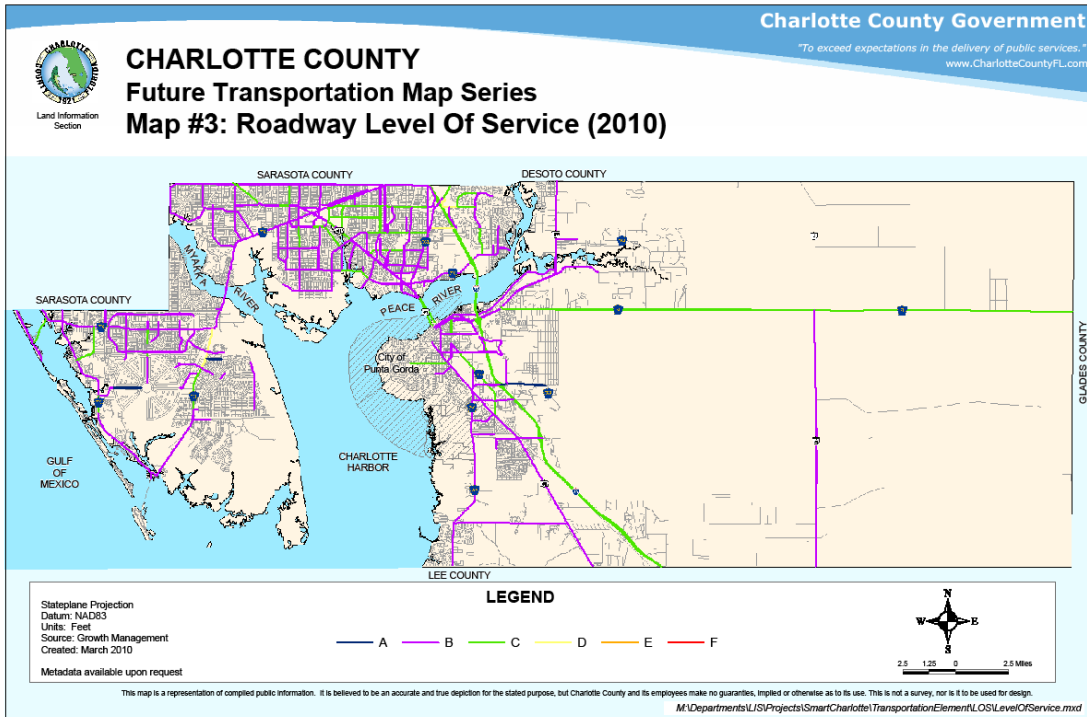 Charlotte County Government
"To exceed expectations in the delivery of public services."
www.CharlotteCountyFL.com
CHARLOTTE COUNTY
FLORIDA
1921
Land Information
Section
CHARLOTTE COUNTY
Future Transportation Map Series
Map #3: Roadway Level Of Service (2010)
SARASOTA COUNTY
DESOTO COUNTY
MYAKKA
RIVER
SARASOTA COUNTY
PEACE
RIVER
GLADES COUNTY
City of
Punta Gorda
CHARLOTTE
HARBOR
GULF
OF
MEXICO
LEE COUNTY
LEGEND
Stateplane Projection
Datum: NAD83
Units: Feet
Source: Growth Management
Created: March 2010
Metadata available upon request
A
B
C
D
E
F
N
W
E
S
2.5 1.25 0 2.5 Miles
This map is a representation of compiled public information. It is believed to be an accurate and true depiction for the stated purpose, but Charlotte County and its employees make no guaranties, implied or otherwise as to its use. This is not a survey, nor is it to be used for design.
M:\Departments\LIS\Projects\SmartCharlotte\TransportationElement\LOS\LevelOfService.mxd